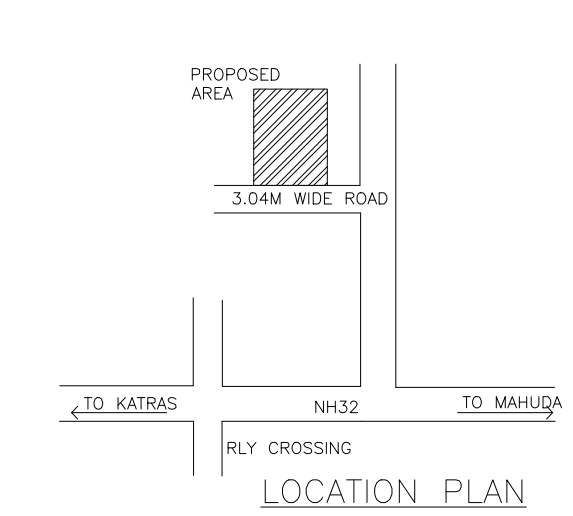 PROPOSED
AREA
3.04M WIDE ROAD
TO KATRAS
NH32
TO MAHUDA
RLY CROSSING
LOCATION PLAN